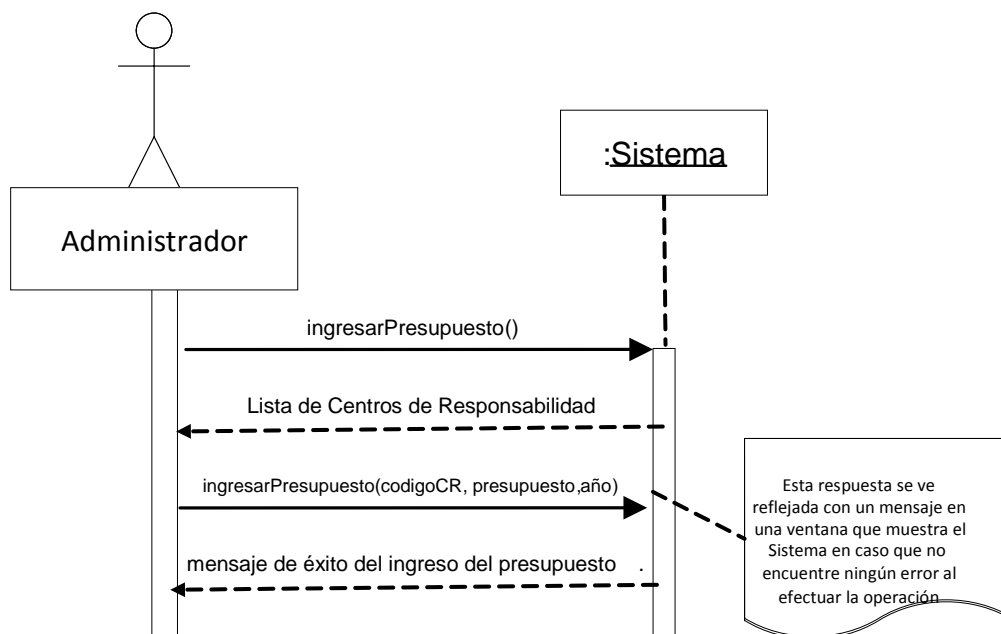 :Sistema
Administrador
ingresarPresupuesto()
Lista de Centros de Responsabilidad
ingresarPresupuesto(codigoCR, presupuesto,año)
mensaje de éxito del ingreso del presupuesto .
Esta respuesta se ve
reflejada con un mensaje en
una ventana que muestra el
Sistema en caso que no
encuentre ningún error al
efectuar la operación